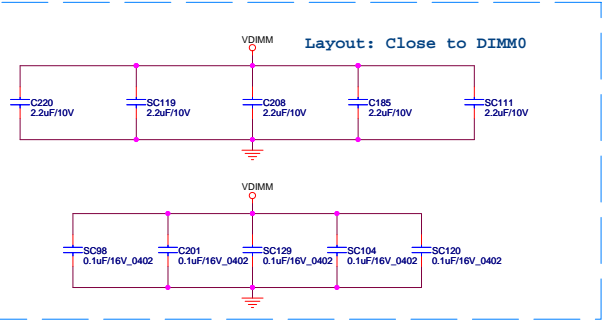 VDIMM
Layout: Close to DIMM0
C220
2.2uF/10V
SC119
2.2uF/10V
C208
2.2uF/10V
C185
2.2uF/10V
SC111
2.2uF/10V
VDIMM
SC98
0.1uF/16V_0402
C201
0.1uF/16V_0402
SC129
0.1uF/16V_0402
SC104
0.1uF/16V_0402
SC120
0.1uF/16V_0402